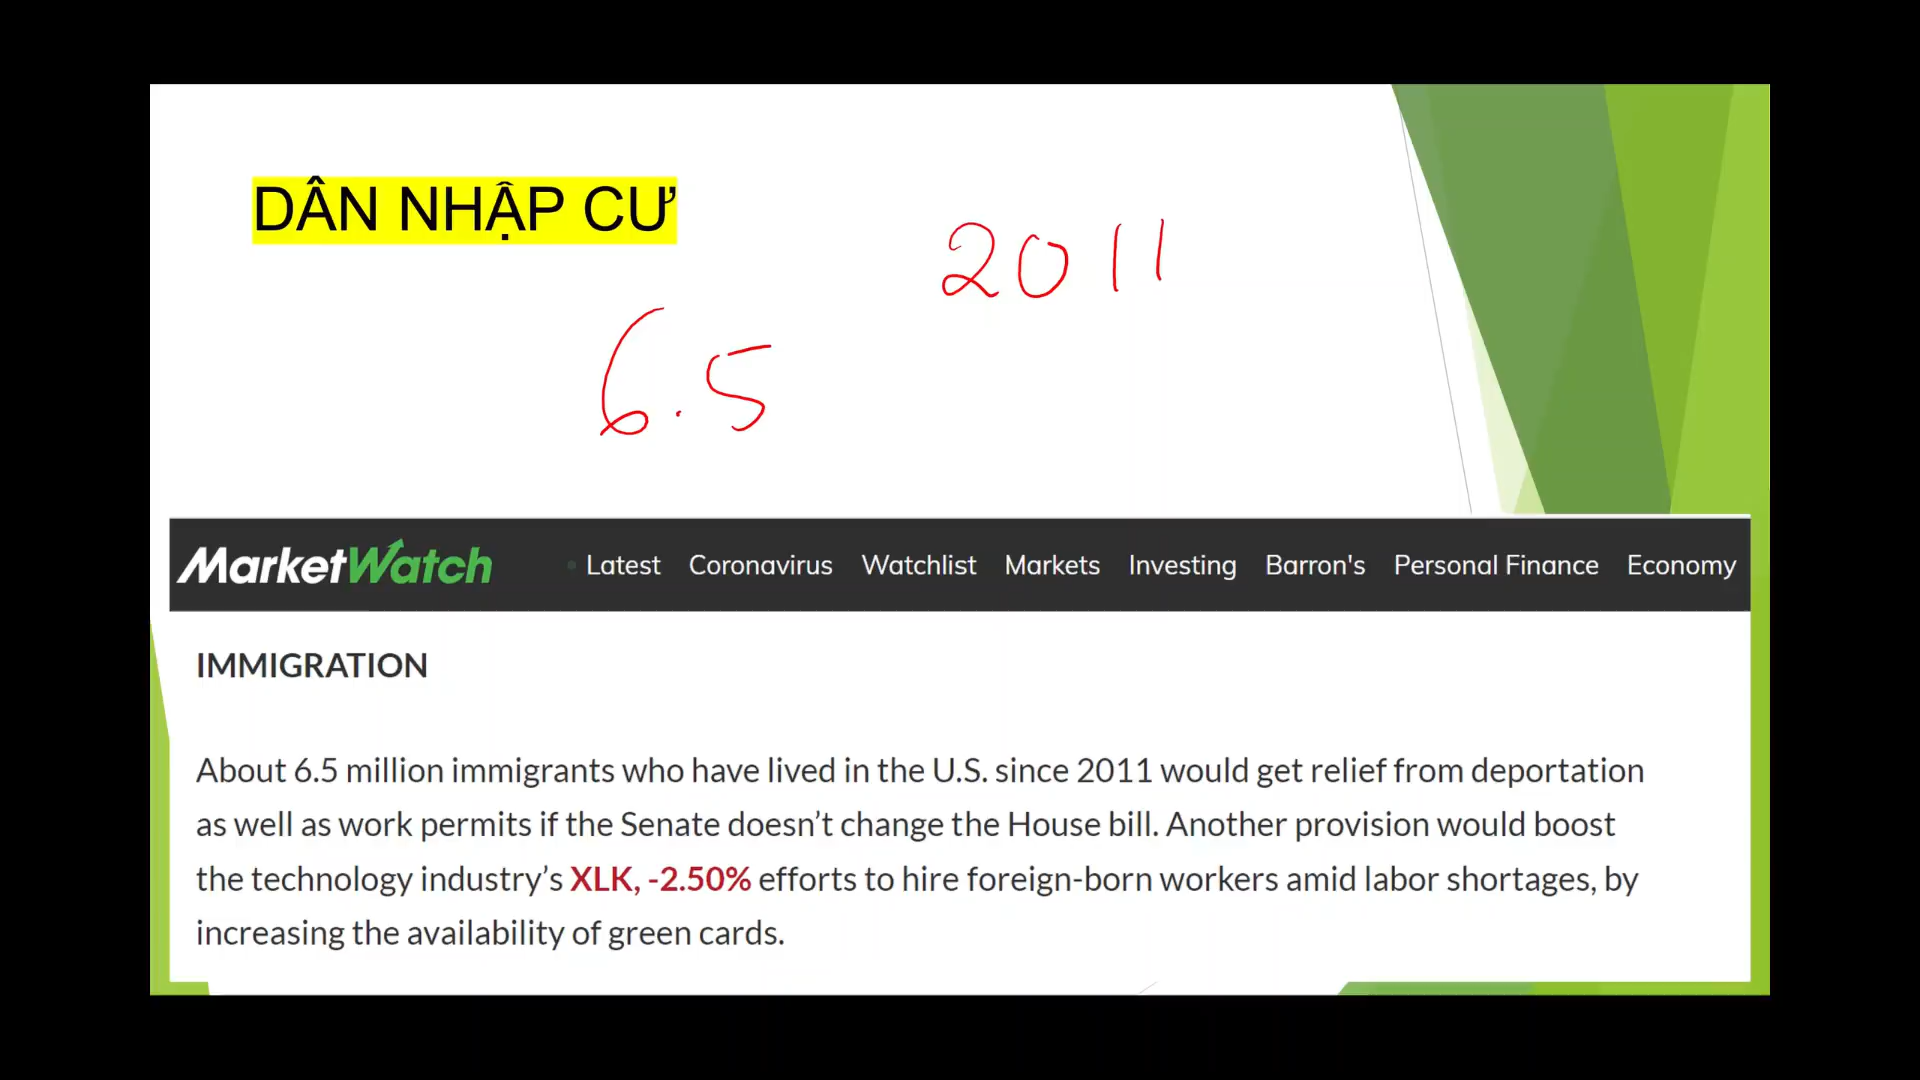 DÂN NHẬP CƯ
2011
6.5
MarketWatch
Latest Coronavirus Watchlist Markets Investing Barron's Personal Finance Economy
IMMIGRATION
About 6.5 million immigrants who have lived in the U.S. since 2011 would get relief from deportation
as well as work permits if the Senate doesn’t change the House bill. Another provision would boost
the technology industry’s XLK, -2.50% efforts to hire foreign-born workers amid labor shortages, by
increasing the availability of green cards.